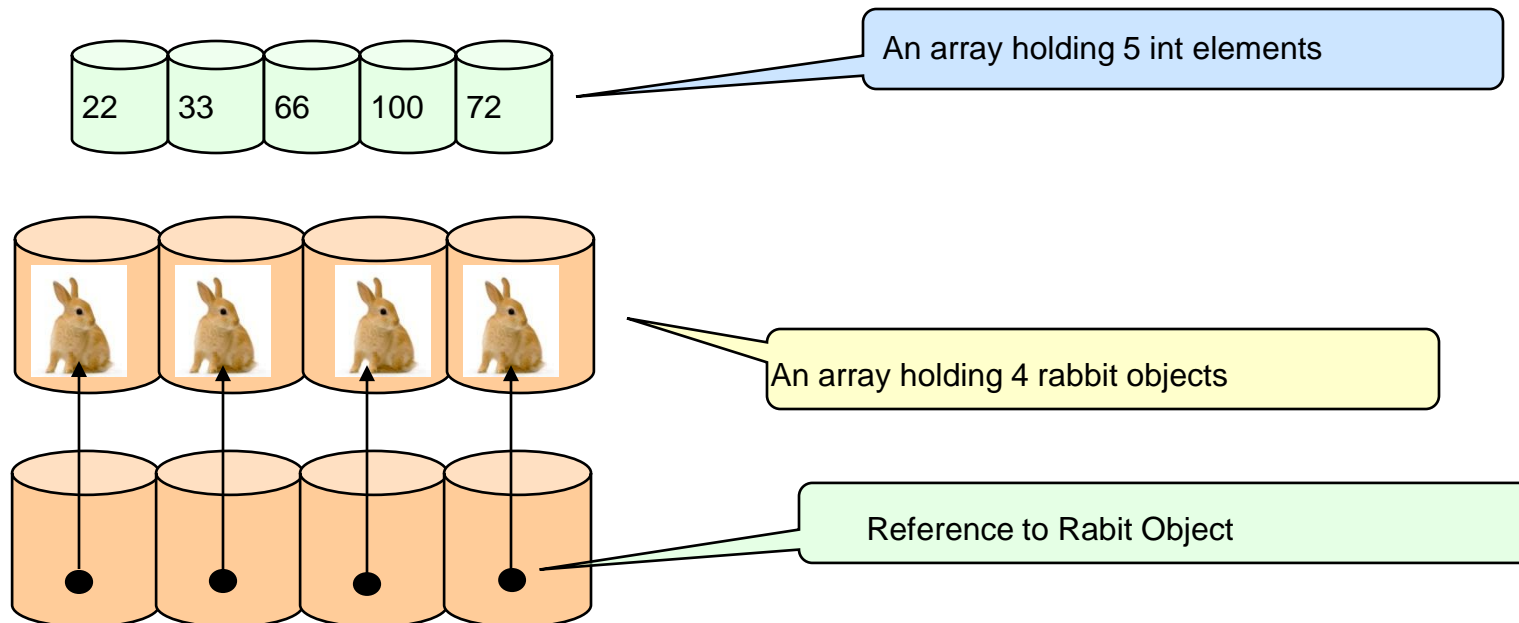 An array holding 5 int elements
22 33 66 100 72
An array holding 4 rabbit objects
Reference to Rabit Object